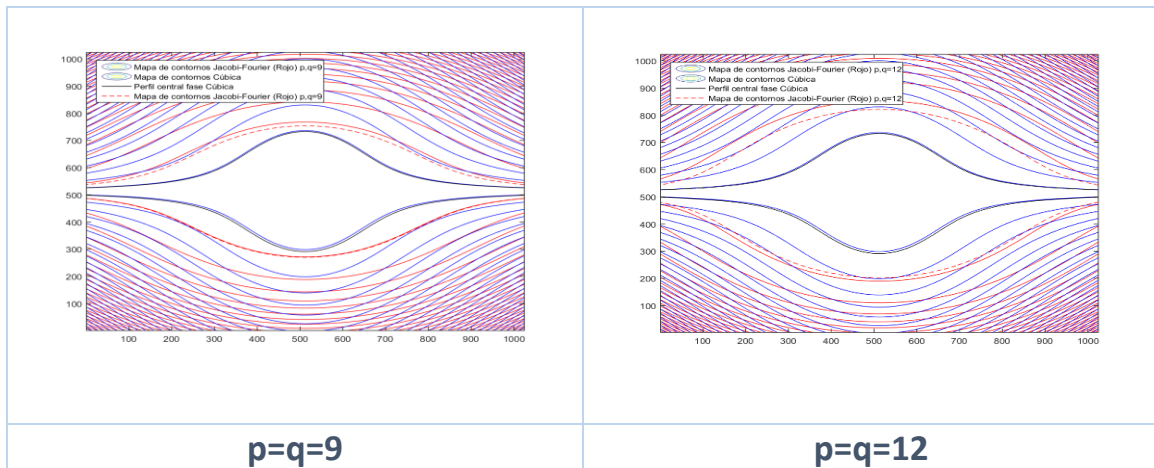 1000
900
800
700
600
500
400
300
200
100
100 200 300 400 500 600 700 800 900 1000
Mapa de contornos Jacobi-Fourier (Rojo) p,q=9
Mapa de contornos Cúbica
Perfil central fase Cúbica
Mapa de contornos Jacobi-Fourier (Rojo) p,q=9
1000
900
800
700
600
500
400
300
200
100
100 200 300 400 500 600 700 800 900 1000
Mapa de contornos Jacobi-Fourier (Rojo) p,q=12
Mapa de contornos Cúbica
Perfil central fase Cúbica
Mapa de contornos Jacobi-Fourier (Rojo) p,q=12
p=q=9
p=q=12